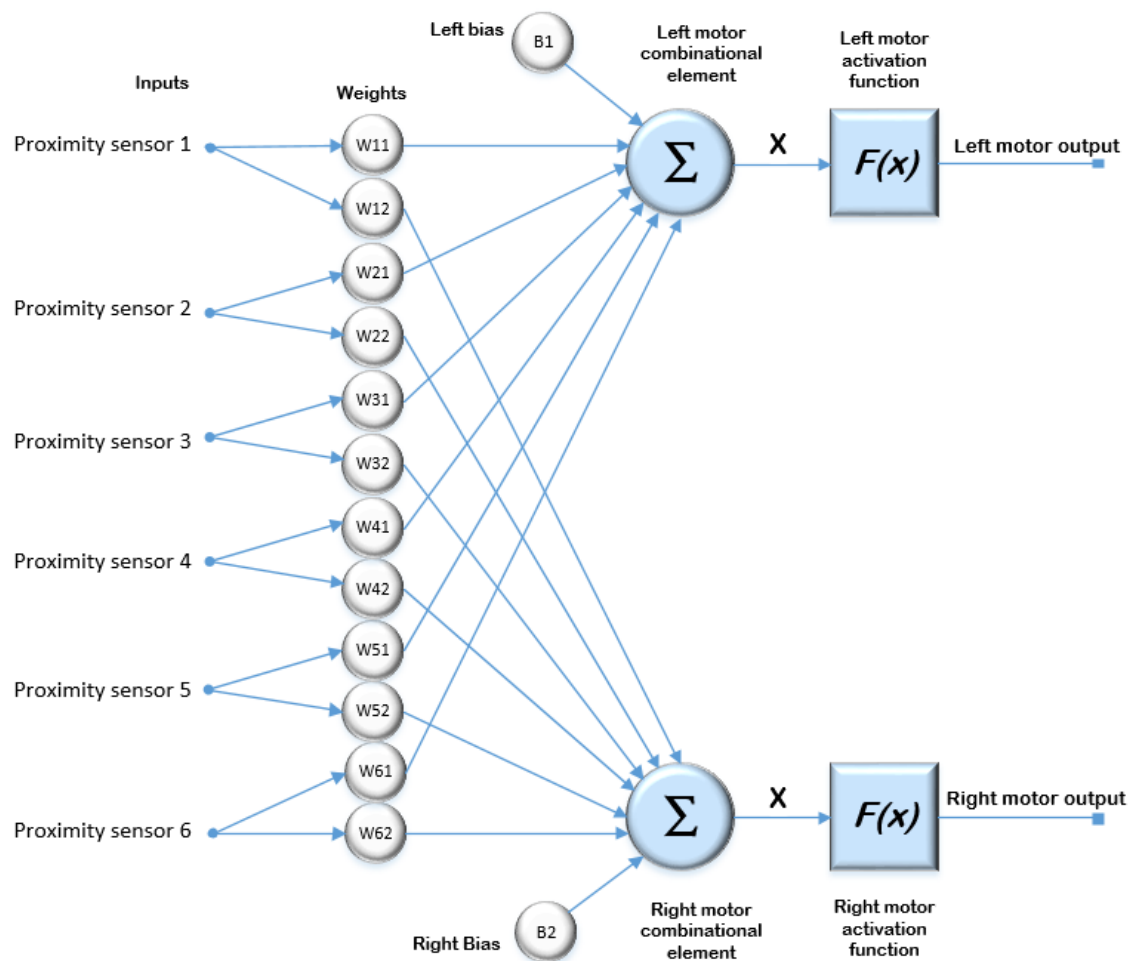 Left bias
B1
Left motor
combinational
element
Left motor
activation
function
Inputs
Weights
Proximity sensor 1
W11
Σ
X
F(x)
Left motor output
W12
W21
Proximity sensor 2
W22
W31
Proximity sensor 3
W32
W41
Proximity sensor 4
W42
W51
Proximity sensor 5
W52
W61
Proximity sensor 6
W62
Σ
X
F(x)
Right motor output
Right Bias
B2
Right motor
combinational
element
Right motor
activation
function